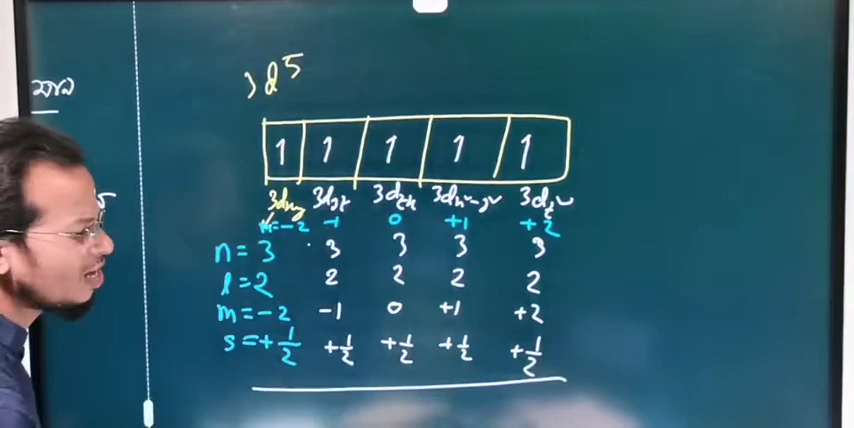 মান
3d5
1 1 1 1 1
3dxy 3dyz 3dzx 3dx²-y² 3dz²
m=-2 -1 0 +1 +2
n = 3 3 3 3 3
l = 2 2 2 2 2
m = -2 -1 0 +1 +2
s = +1/2 +1/2 +1/2 +1/2 +1/2